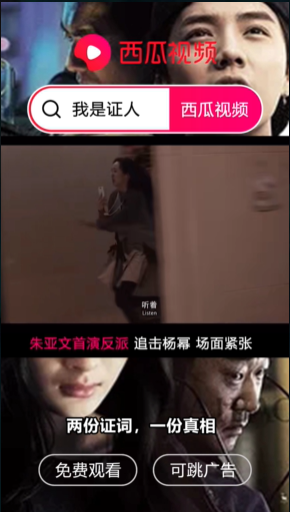 西瓜视频
我是证人 西瓜视频
听着
Listen
朱亚文首演反派 追击杨幂 场面紧张
两份证词，一份真相
免费观看 可跳广告